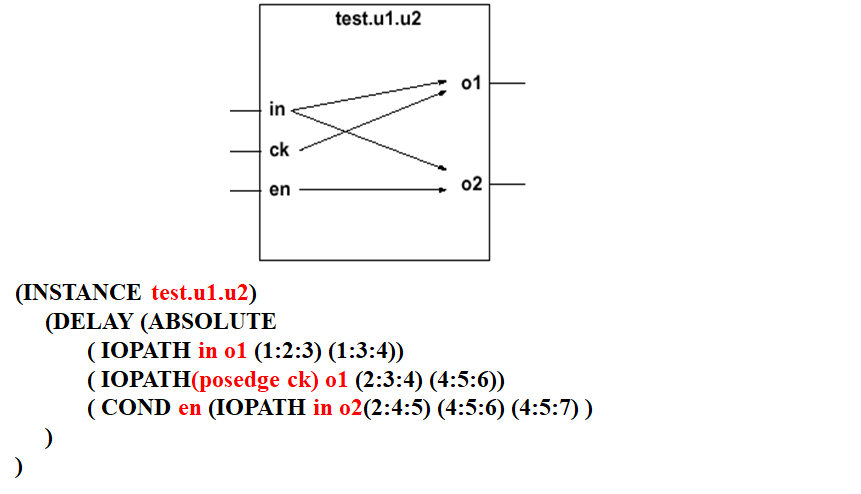 test.u1.u2
o1
in
ck
o2
en
(INSTANCE test.u1.u2)
(DELAY (ABSOLUTE
( IOPATH in o1 (1:2:3) (1:3:4))
( IOPATH(posedge ck) o1 (2:3:4) (4:5:6))
( COND en (IOPATH in o2(2:4:5) (4:5:6) (4:5:7) )
)
)